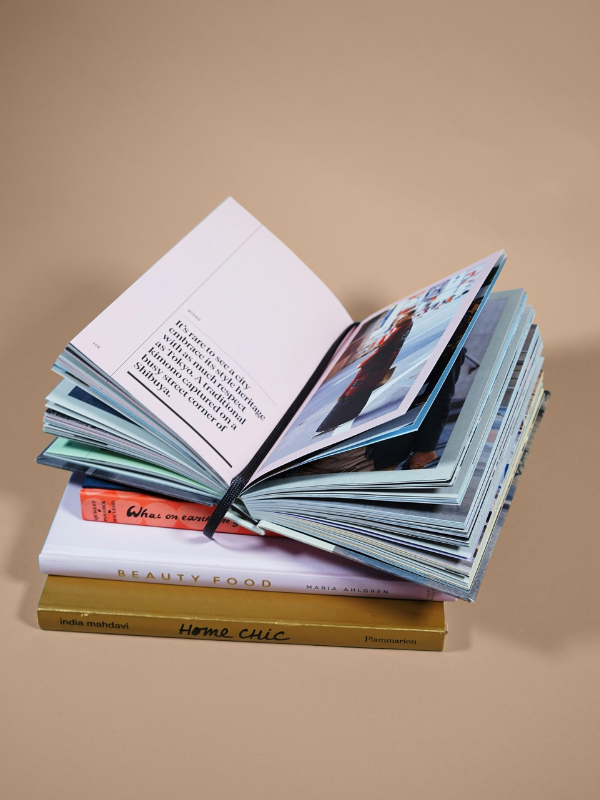 It's rare to see a city
embrace its style heritage
with as much respect
as Tokyo. A traditional
kimono captured on a
busy street corner of
Shibuya.
What on earth
BEAUTY FOOD MARIA AHLGREN
india mahdavi Home CHIC Flammarion